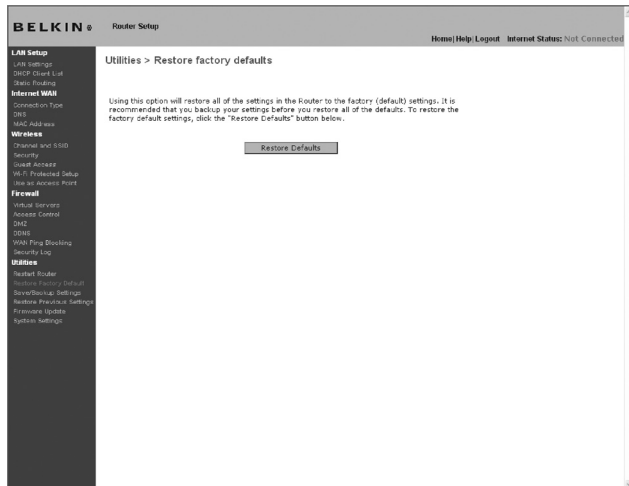 BELKIN
Router Setup
Home|Help|Logout Internet Status: Not Connected
LAN Setup
LAN Settings
DHCP Client List
Static Routing
Internet WAN
Connection Type
DNS
MAC Address
Wireless
Channel and SSID
Security
Guest Access
Wi-Fi Protected Setup
Use as Access Point
Firewall
Virtual Servers
Access Control
DMZ
DDNS
WAN Ping Blocking
Security Log
Utilities
Restart Router
Restore Factory Default
Save/Backup Settings
Restore Previous Settings
Firmware Update
System Settings
Utilities > Restore factory defaults
Using this option will restore all of the settings in the Router to the factory (default) settings. It is
recommended that you backup your settings before you restore all of the defaults. To restore the
factory default settings, click the "Restore Defaults" button below.
Restore Defaults